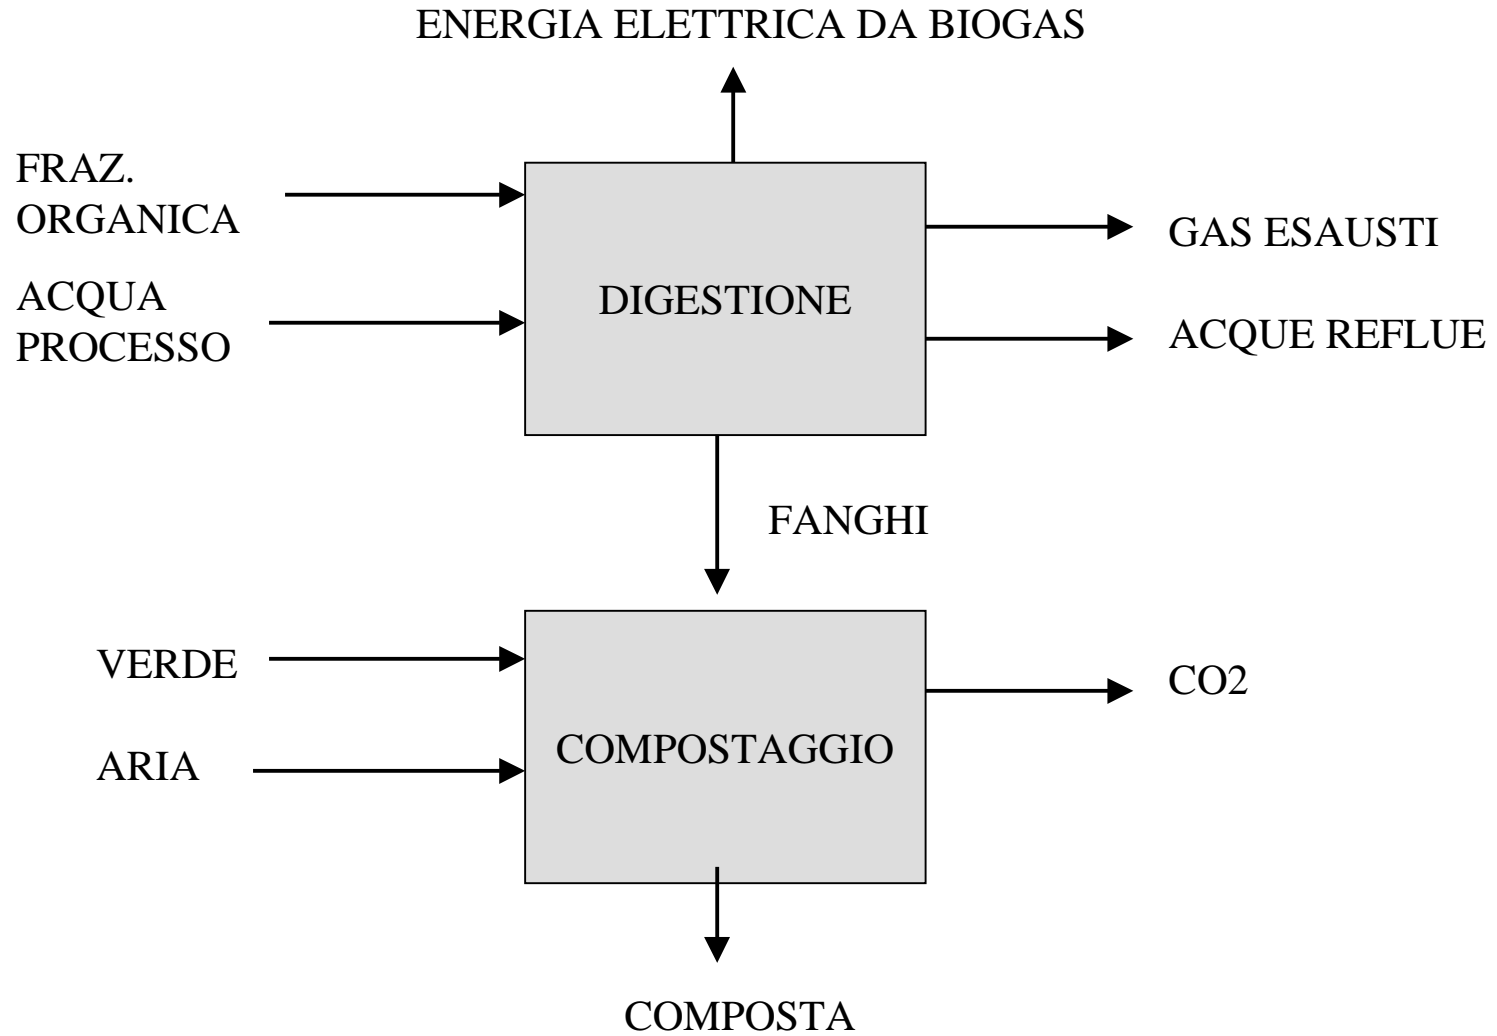 ENERGIA ELETTRICA DA BIOGAS
FRAZ.
ORGANICA
GAS ESAUSTI
ACQUA
PROCESSO
DIGESTIONE
ACQUE REFLUE
FANGHI
VERDE
CO2
COMPOSTAGGIO
ARIA
COMPOSTA